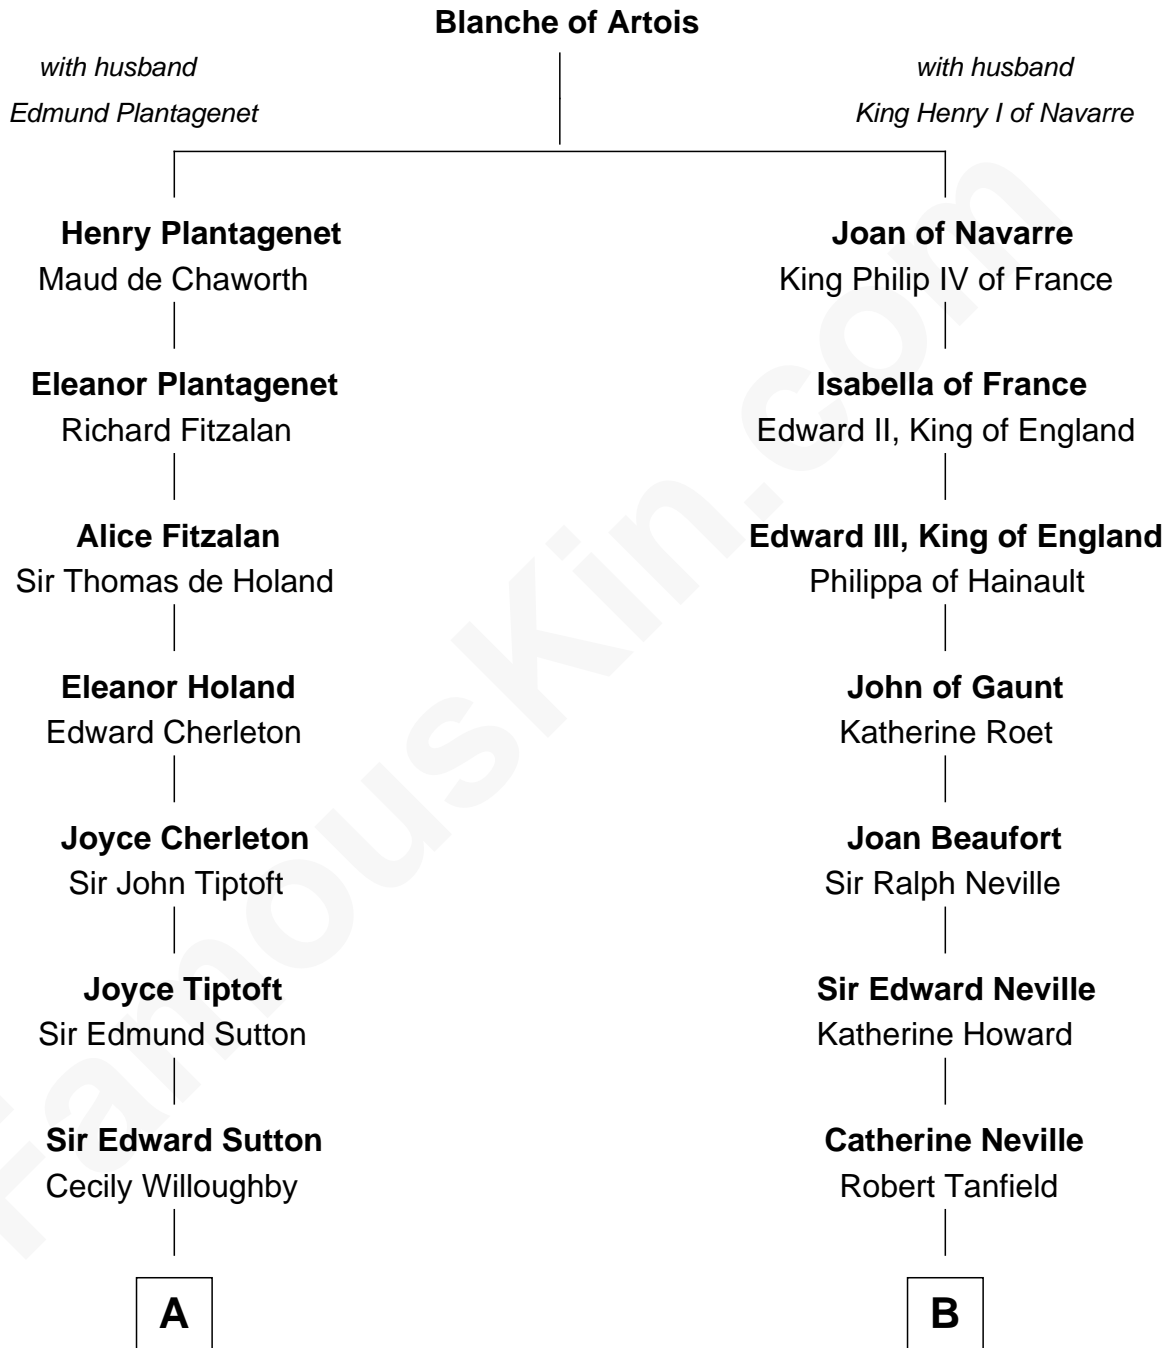 Blanche of Artois
with husband
Edmund Plantagenet
with husband
King Henry I of Navarre
Henry Plantagenet
Maud de Chaworth
Joan of Navarre
King Philip IV of France
Eleanor Plantagenet
Richard Fitzalan
Isabella of France
Edward II, King of England
Alice Fitzalan
Sir Thomas de Holand
Edward III, King of England
Philippa of Hainault
Eleanor Holand
Edward Cherleton
John of Gaunt
Katherine Roet
Joyce Cherleton
Sir John Tiptoft
Joan Beaufort
Sir Ralph Neville
Joyce Tiptoft
Sir Edmund Sutton
Sir Edward Neville
Katherine Howard
Sir Edward Sutton
Cecily Willoughby
Catherine Neville
Robert Tanfield
A
B
FamousKin.com